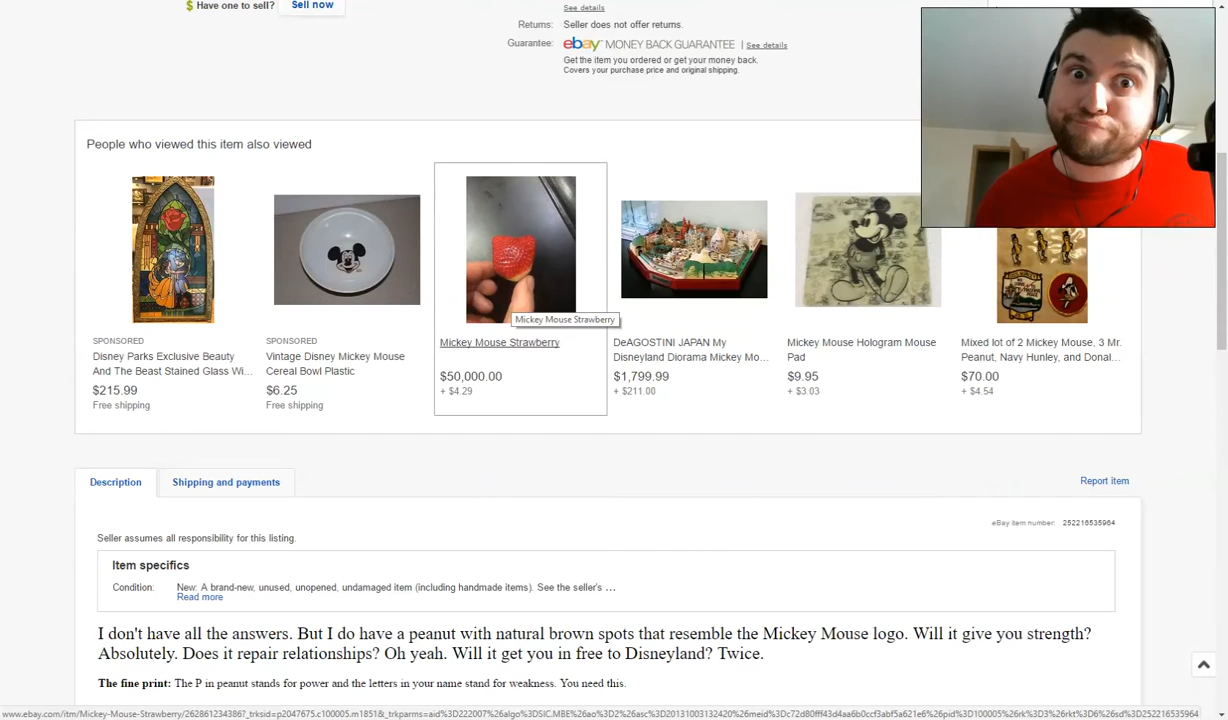 $ Have one to sell? Sell now
See details
Returns: Seller does not offer returns.
Guarantee: ebay MONEY BACK GUARANTEE | See details
Get the item you ordered or get your money back.
Covers your purchase price and original shipping.
People who viewed this item also viewed
SPONSORED
Disney Parks Exclusive Beauty
And The Beast Stained Glass Wi...
$215.99
Free shipping
SPONSORED
Vintage Disney Mickey Mouse
Cereal Bowl Plastic
$6.25
Free shipping
Mickey Mouse Strawberry
Mickey Mouse Strawberry
$50,000.00
+ $4.29
DeAGOSTINI JAPAN My
Disneyland Diorama Mickey Mo...
$1,799.99
+ $211.00
Mickey Mouse Hologram Mouse
Pad
$9.95
+ $3.03
Mixed lot of 2 Mickey Mouse, 3 Mr.
Peanut, Navy Hunley, and Donal...
$70.00
+ $4.54
Description Shipping and payments Report item
eBay item number: 252216535964
Seller assumes all responsibility for this listing.
Item specifics
Condition: New: A brand-new, unused, unopened, undamaged item (including handmade items). See the seller's ...
Read more
I don't have all the answers. But I do have a peanut with natural brown spots that resemble the Mickey Mouse logo. Will it give you strength?
Absolutely. Does it repair relationships? Oh yeah. Will it get you in free to Disneyland? Twice.
The fine print: The P in peanut stands for power and the letters in your name stand for weakness. You need this.